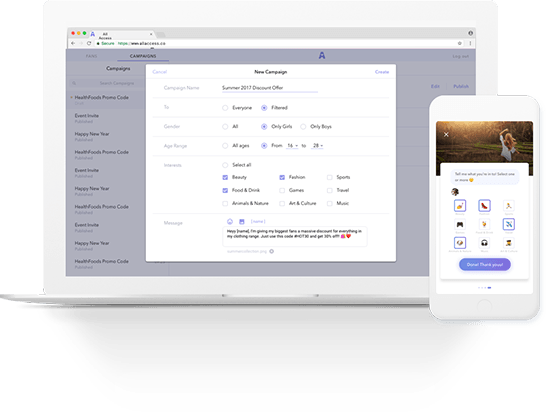 All
Access
Secure https://www.allaccess.co
FANS CAMPAIGNS
Campaigns
Search Campaigns
HealthFoods Promo Code
Draft
Event Invite
Published
Happy New Year
Published
HealthFoods Promo Code
Published
Event Invite
Published
Happy New Year
Published
Event Invite
Published
Happy New Year
Published
HealthFoods Promo Code
Published
Happy New Year
Published
HealthFoods Promo Code
Edit Publish
Cancel New Campaign Create
Campaign Name Summer 2017 Discount Offer
To Everyone Filtered
Gender All Only Girls Only Boys
Age Range All ages From 16 to 28
Interests Select all
Beauty Fashion Sports
Food & Drink Games Travel
Animals & Nature Art & Culture Music
Message [name]
Heyy [name], I'm giving my biggest fans a massive discount for everything in
my clothing range. Just use this code #HOT30 and get 30% off!! 🎁❤️
Tell me what you're into! Select one
or more 😊
Done! Thank you!